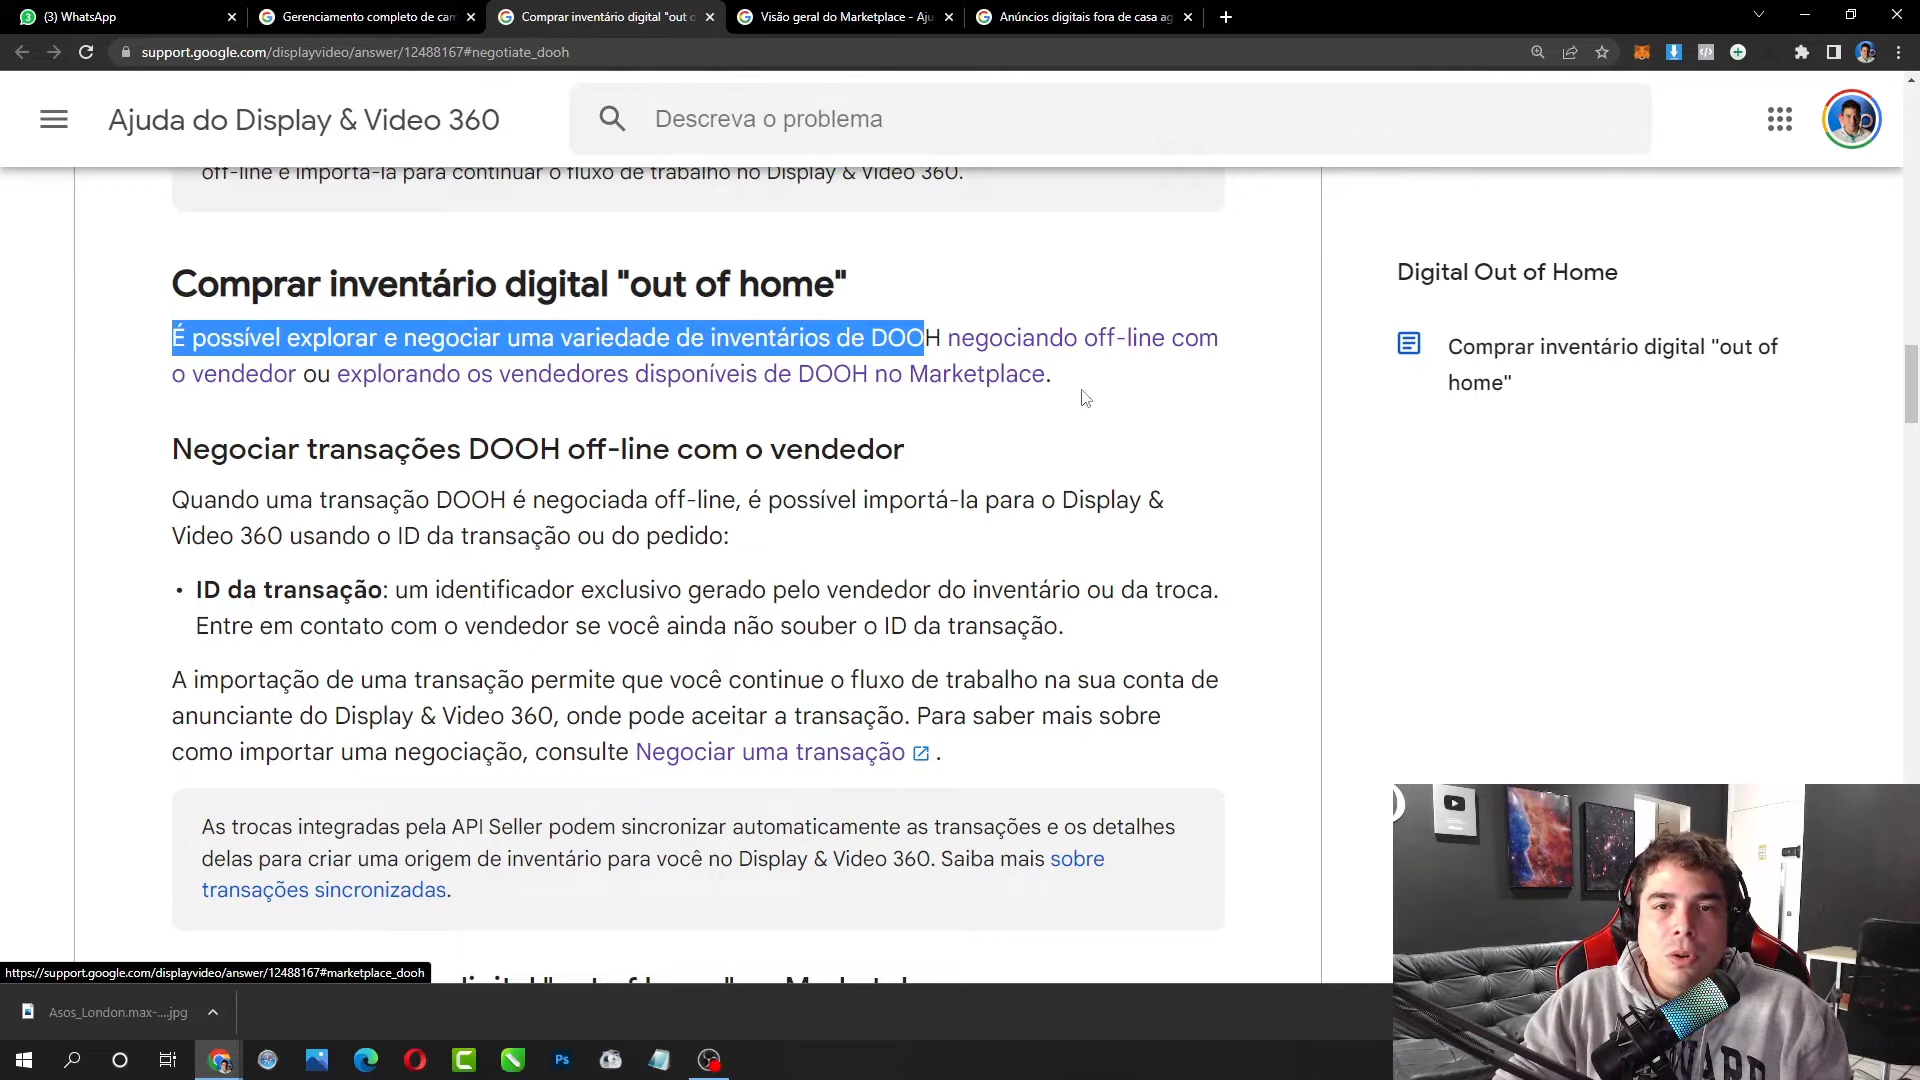 (3) WhatsApp
Gerenciamento completo de cam
Comprar inventário digital "out o
Visão geral do Marketplace - Aju
Anúncios digitais fora de casa ag
support.google.com/displayvideo/answer/12488167#negotiate_dooh
Ajuda do Display & Video 360
Descreva o problema
off-line e importá-la para continuar o fluxo de trabalho no Display & Video 360.
Comprar inventário digital "out of home"
É possível explorar e negociar uma variedade de inventários de DOOH negociando off-line com
o vendedor ou explorando os vendedores disponíveis de DOOH no Marketplace.
Negociar transações DOOH off-line com o vendedor
Quando uma transação DOOH é negociada off-line, é possível importá-la para o Display &
Video 360 usando o ID da transação ou do pedido:
• ID da transação: um identificador exclusivo gerado pelo vendedor do inventário ou da troca.
Entre em contato com o vendedor se você ainda não souber o ID da transação.
A importação de uma transação permite que você continue o fluxo de trabalho na sua conta de
anunciante do Display & Video 360, onde pode aceitar a transação. Para saber mais sobre
como importar uma negociação, consulte Negociar uma transação .
As trocas integradas pela API Seller podem sincronizar automaticamente as transações e os detalhes
delas para criar uma origem de inventário para você no Display & Video 360. Saiba mais sobre
transações sincronizadas.
Digital Out of Home
Comprar inventário digital "out of
home"
https://support.google.com/displayvideo/answer/12488167#marketplace_dooh
Asos_London.max-....jpg
Ps